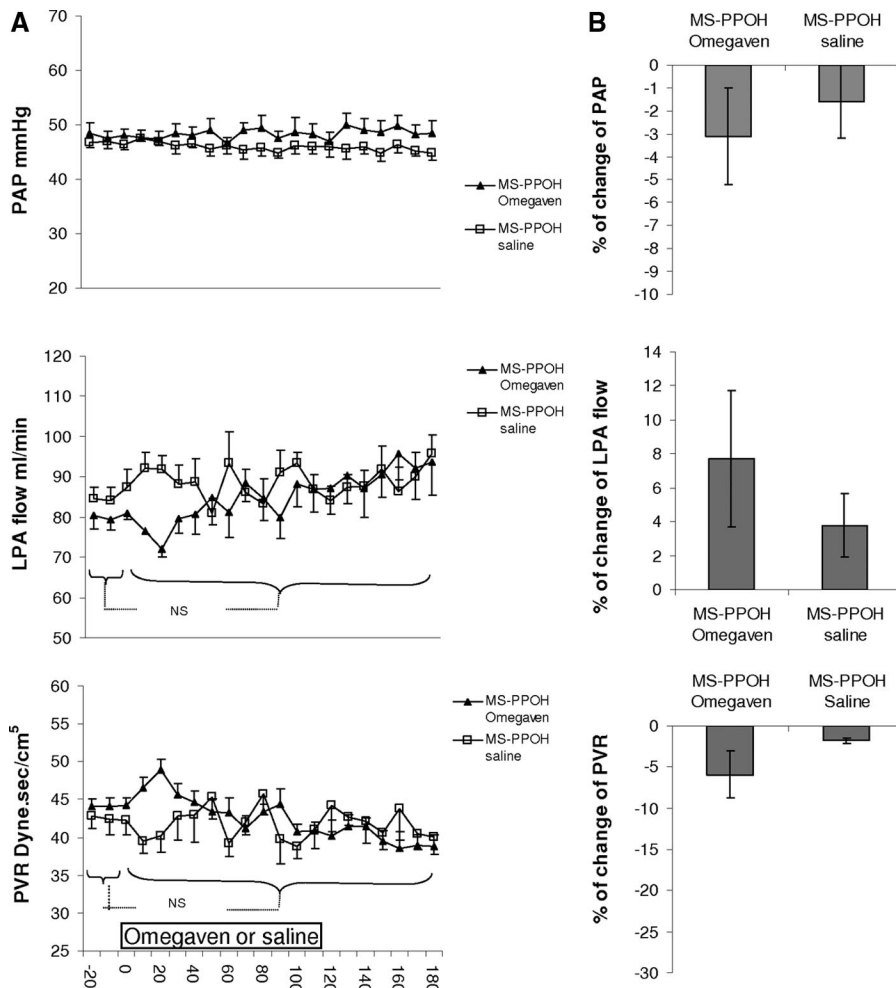 A
PAP mmHg
70
60
50
40
30
20
MS-PPOH
Omegaven
MS-PPOH
saline
LPA flow ml/min
120
110
100
90
80
70
60
50
MS-PPOH
Omegaven
MS-PPOH
saline
NS
PVR Dyne.sec/cm⁵
60
55
50
45
40
35
30
25
MS-PPOH
Omegaven
MS-PPOH
saline
NS
Omegaven or saline
-20
0
20
40
60
80
100
120
140
160
180
B
MS-PPOH
Omegaven
MS-PPOH
saline
% of change of PAP
0
-1
-2
-3
-4
-5
-6
-7
-8
-9
-10
% of change of LPA flow
14
12
10
8
6
4
2
0
MS-PPOH
Omegaven
MS-PPOH
saline
MS-PPOH
Omegaven
MS-PPOH
Saline
% of change of PVR
0
-5
-10
-15
-20
-25
-30